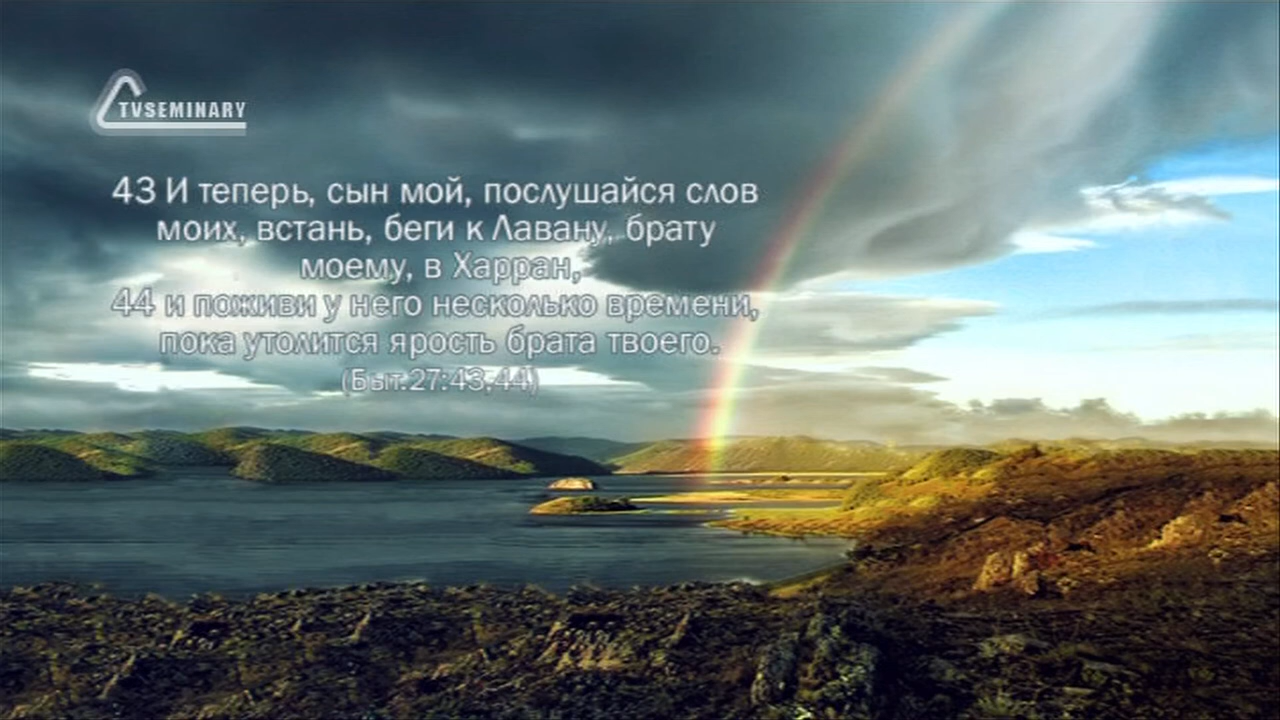 TVSEMINARY
43 И теперь, сын мой, послушайся слов
моих, встань, беги к Лавану, брату
моему, в Харран,
44 и поживи у него несколько времени,
пока утолится ярость брата твоего.
(Быт.27:43,44)